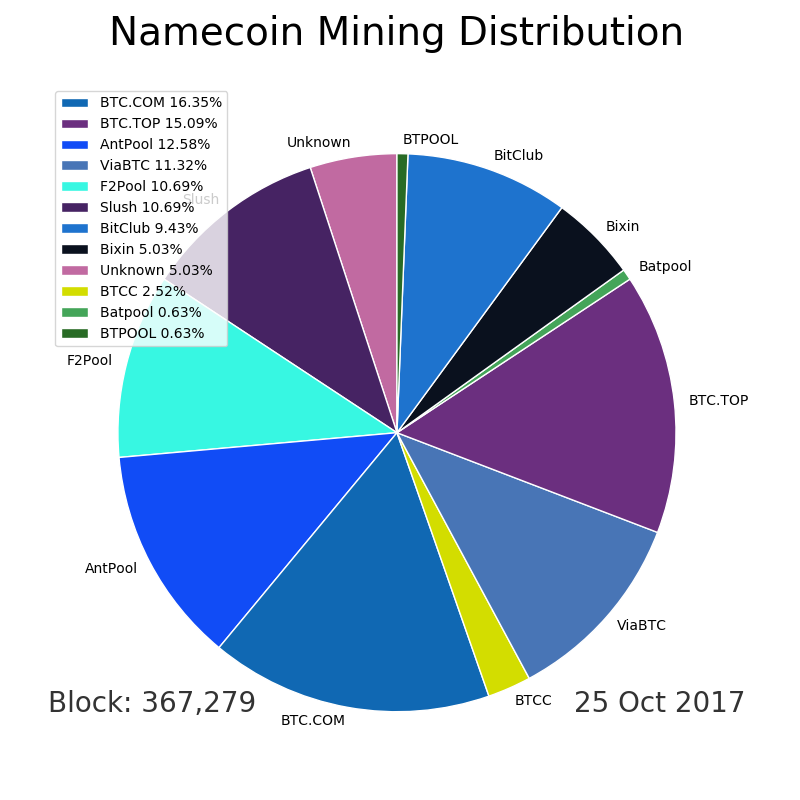 Namecoin Mining Distribution
BTC.COM 16.35%
BTC.TOP 15.09%
AntPool 12.58%
ViaBTC 11.32%
F2Pool 10.69%
Slush 10.69%
BitClub 9.43%
Bixin 5.03%
Unknown 5.03%
BTCC 2.52%
Batpool 0.63%
BTPOOL 0.63%
Unknown
BTPOOL
BitClub
Slush
Bixin
Batpool
F2Pool
BTC.TOP
AntPool
ViaBTC
BTCC
BTC.COM
Block: 367,279
25 Oct 2017